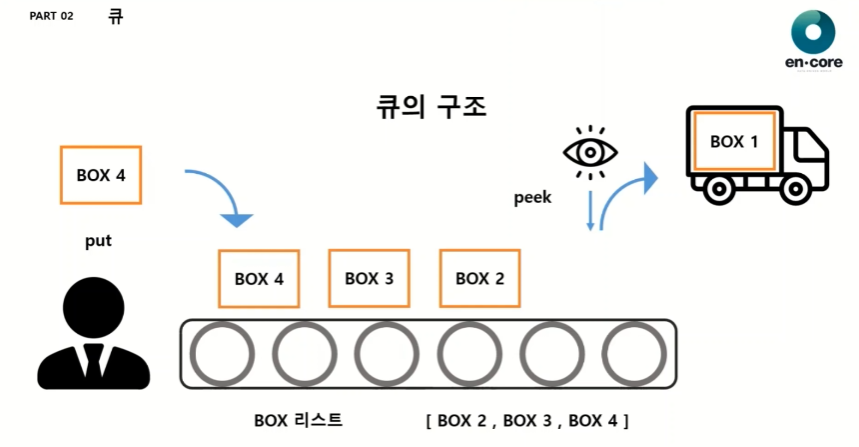 PART 02 큐
en·core
큐의 구조
BOX 1
BOX 4
peek
put
BOX 4 BOX 3 BOX 2
BOX 리스트 [ BOX 2 , BOX 3 , BOX 4 ]